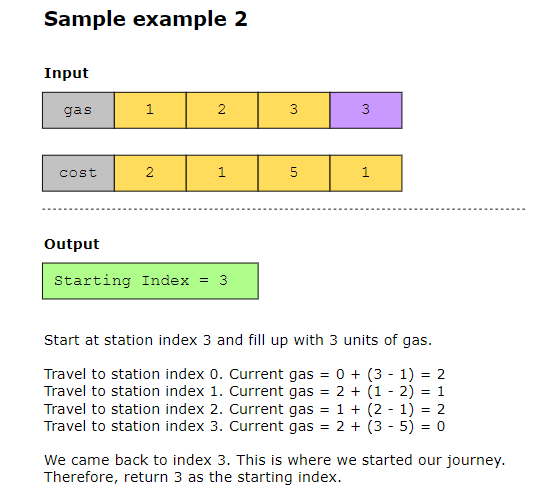 Sample example 2
Input
gas 1 2 3 3
cost 2 1 5 1
Output
Starting Index = 3
Start at station index 3 and fill up with 3 units of gas.
Travel to station index 0. Current gas = 0 + (3 - 1) = 2
Travel to station index 1. Current gas = 2 + (1 - 2) = 1
Travel to station index 2. Current gas = 1 + (2 - 1) = 2
Travel to station index 3. Current gas = 2 + (3 - 5) = 0
We came back to index 3. This is where we started our journey.
Therefore, return 3 as the starting index.